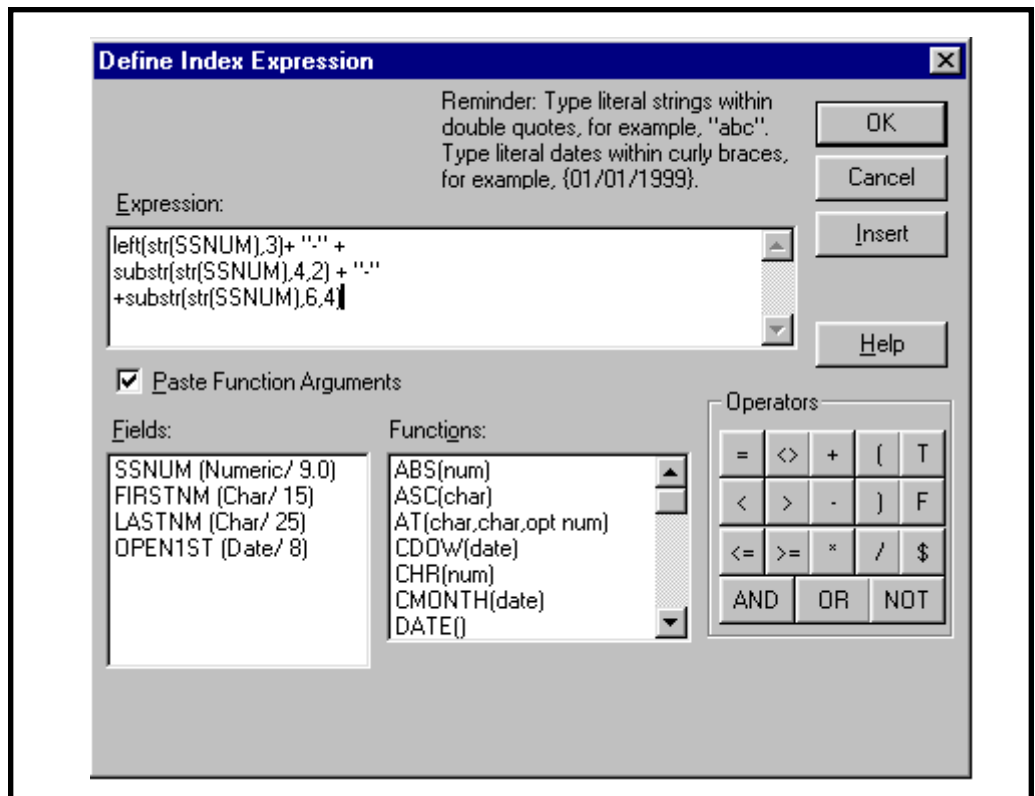 Define Index Expression
Reminder: Type literal strings within
double quotes, for example, "abc".
Type literal dates within curly braces,
for example, {01/01/1999}.
OK
Cancel
Insert
Help
Expression:
left(str(SSNUM),3)+ "-" +
substr(str(SSNUM),4,2) + "-"
+substr(str(SSNUM),6,4)
Paste Function Arguments
Fields:
SSNUM (Numeric/ 9.0)
FIRSTNM (Char/ 15)
LASTNM (Char/ 25)
OPEN1ST (Date/ 8)
Functions:
ABS(num)
ASC(char)
AT(char,char,opt num)
CDOW(date)
CHR(num)
CMONTH(date)
DATE()
Operators
= <> + ( T
< > - ) F
<= >= * / $
AND OR NOT